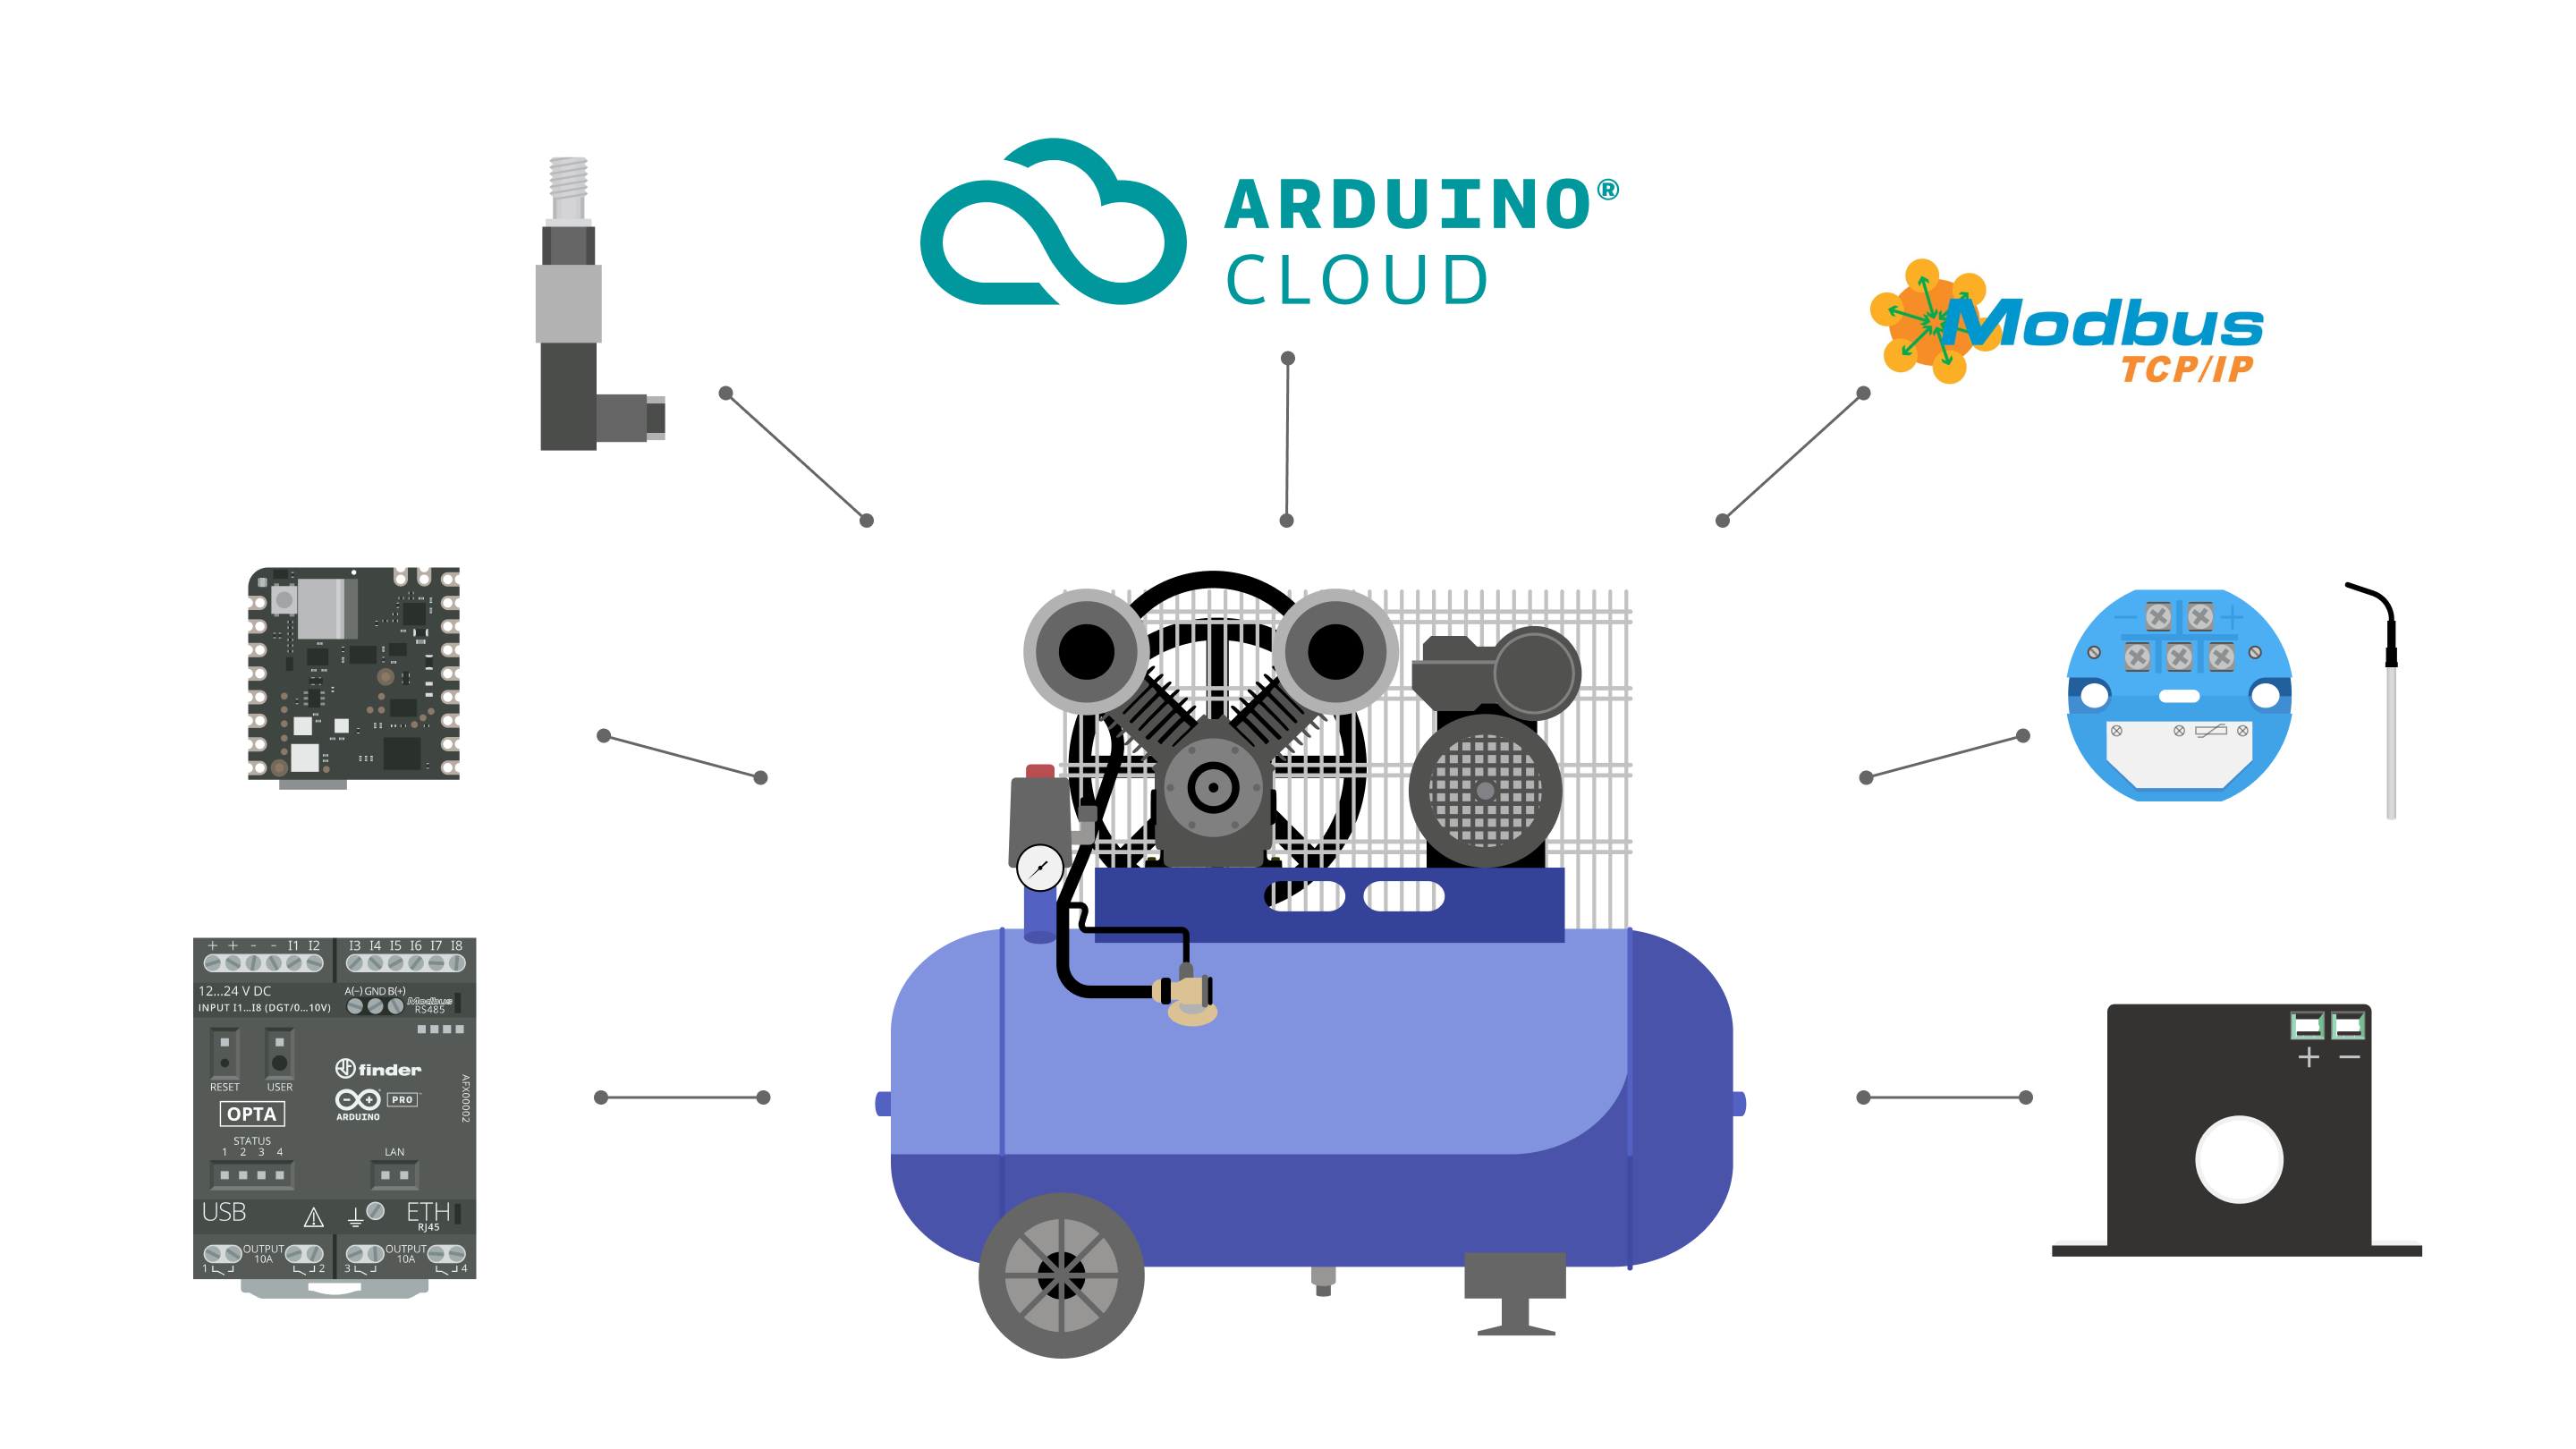 ARDUINO®
CLOUD
Modbus
TCP/IP
+ + - - I1 I2 I3 I4 I5 I6 I7 I8
12...24 V DC
INPUT I1...I8 (DGT/0...10V)
A(-) GND B(+)
Modbus
RS485
RESET USER
finder
OPTA
ARDUINO
PRO
AFX00002
STATUS
1 2 3 4
LAN
USB
ETH
RJ45
OUTPUT
10A
1 2
OUTPUT
10A
3 4
- +
+ −